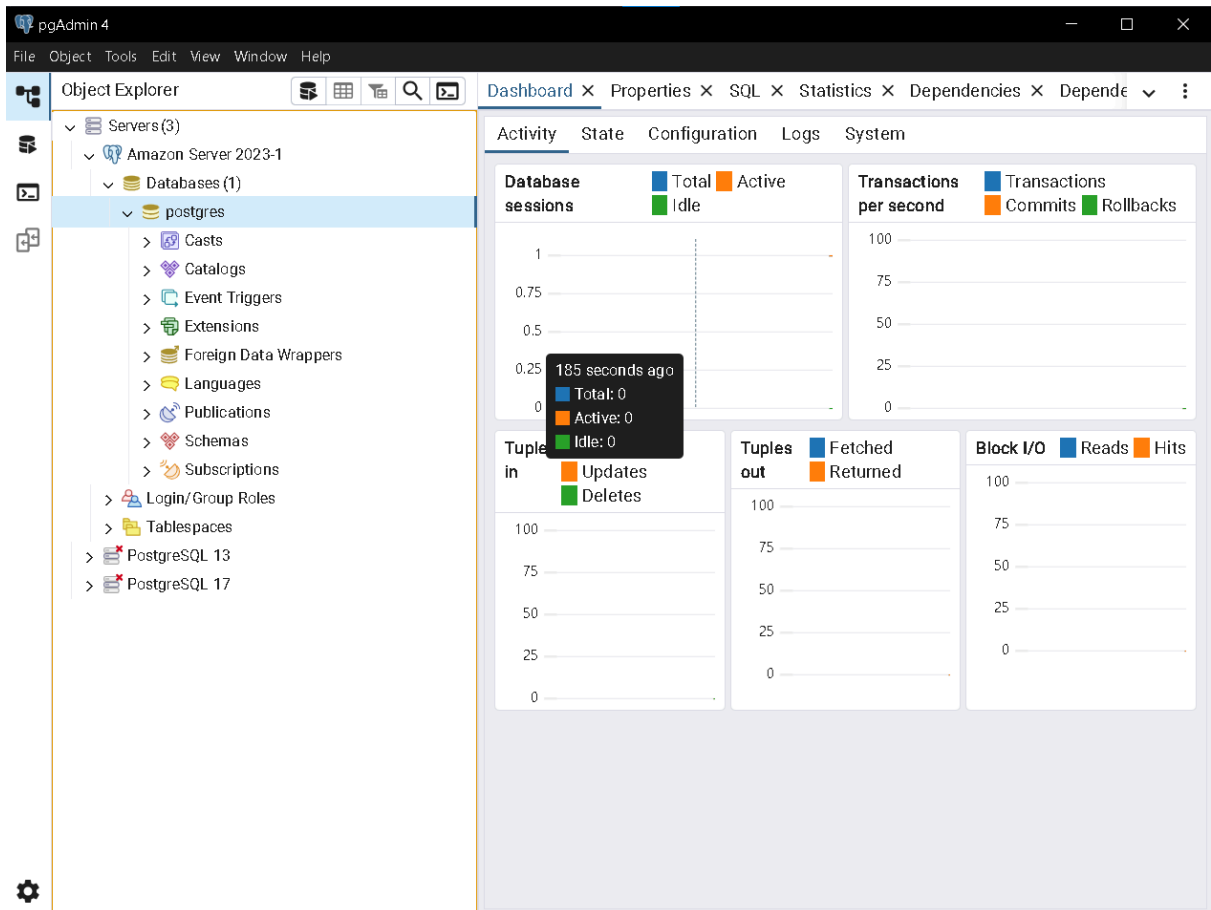 pgAdmin 4
File Object Tools Edit View Window Help
Object Explorer
Dashboard Properties SQL Statistics Dependencies Depende
Servers (3)
Amazon Server 2023-1
Databases (1)
postgres
Casts
Catalogs
Event Triggers
Extensions
Foreign Data Wrappers
Languages
Publications
Schemas
Subscriptions
Login/Group Roles
Tablespaces
PostgreSQL 13
PostgreSQL 17
Activity State Configuration Logs System
Database sessions
Total Active
Idle
1
0.75
0.5
0.25
0
185 seconds ago
Total: 0
Active: 0
Idle: 0
Transactions per second
Transactions
Commits Rollbacks
100
75
50
25
0
in
Updates
Deletes
100
75
50
25
0
Tuples out
Fetched
Returned
100
75
50
25
0
Block I/O Reads Hits
100
75
50
25
0